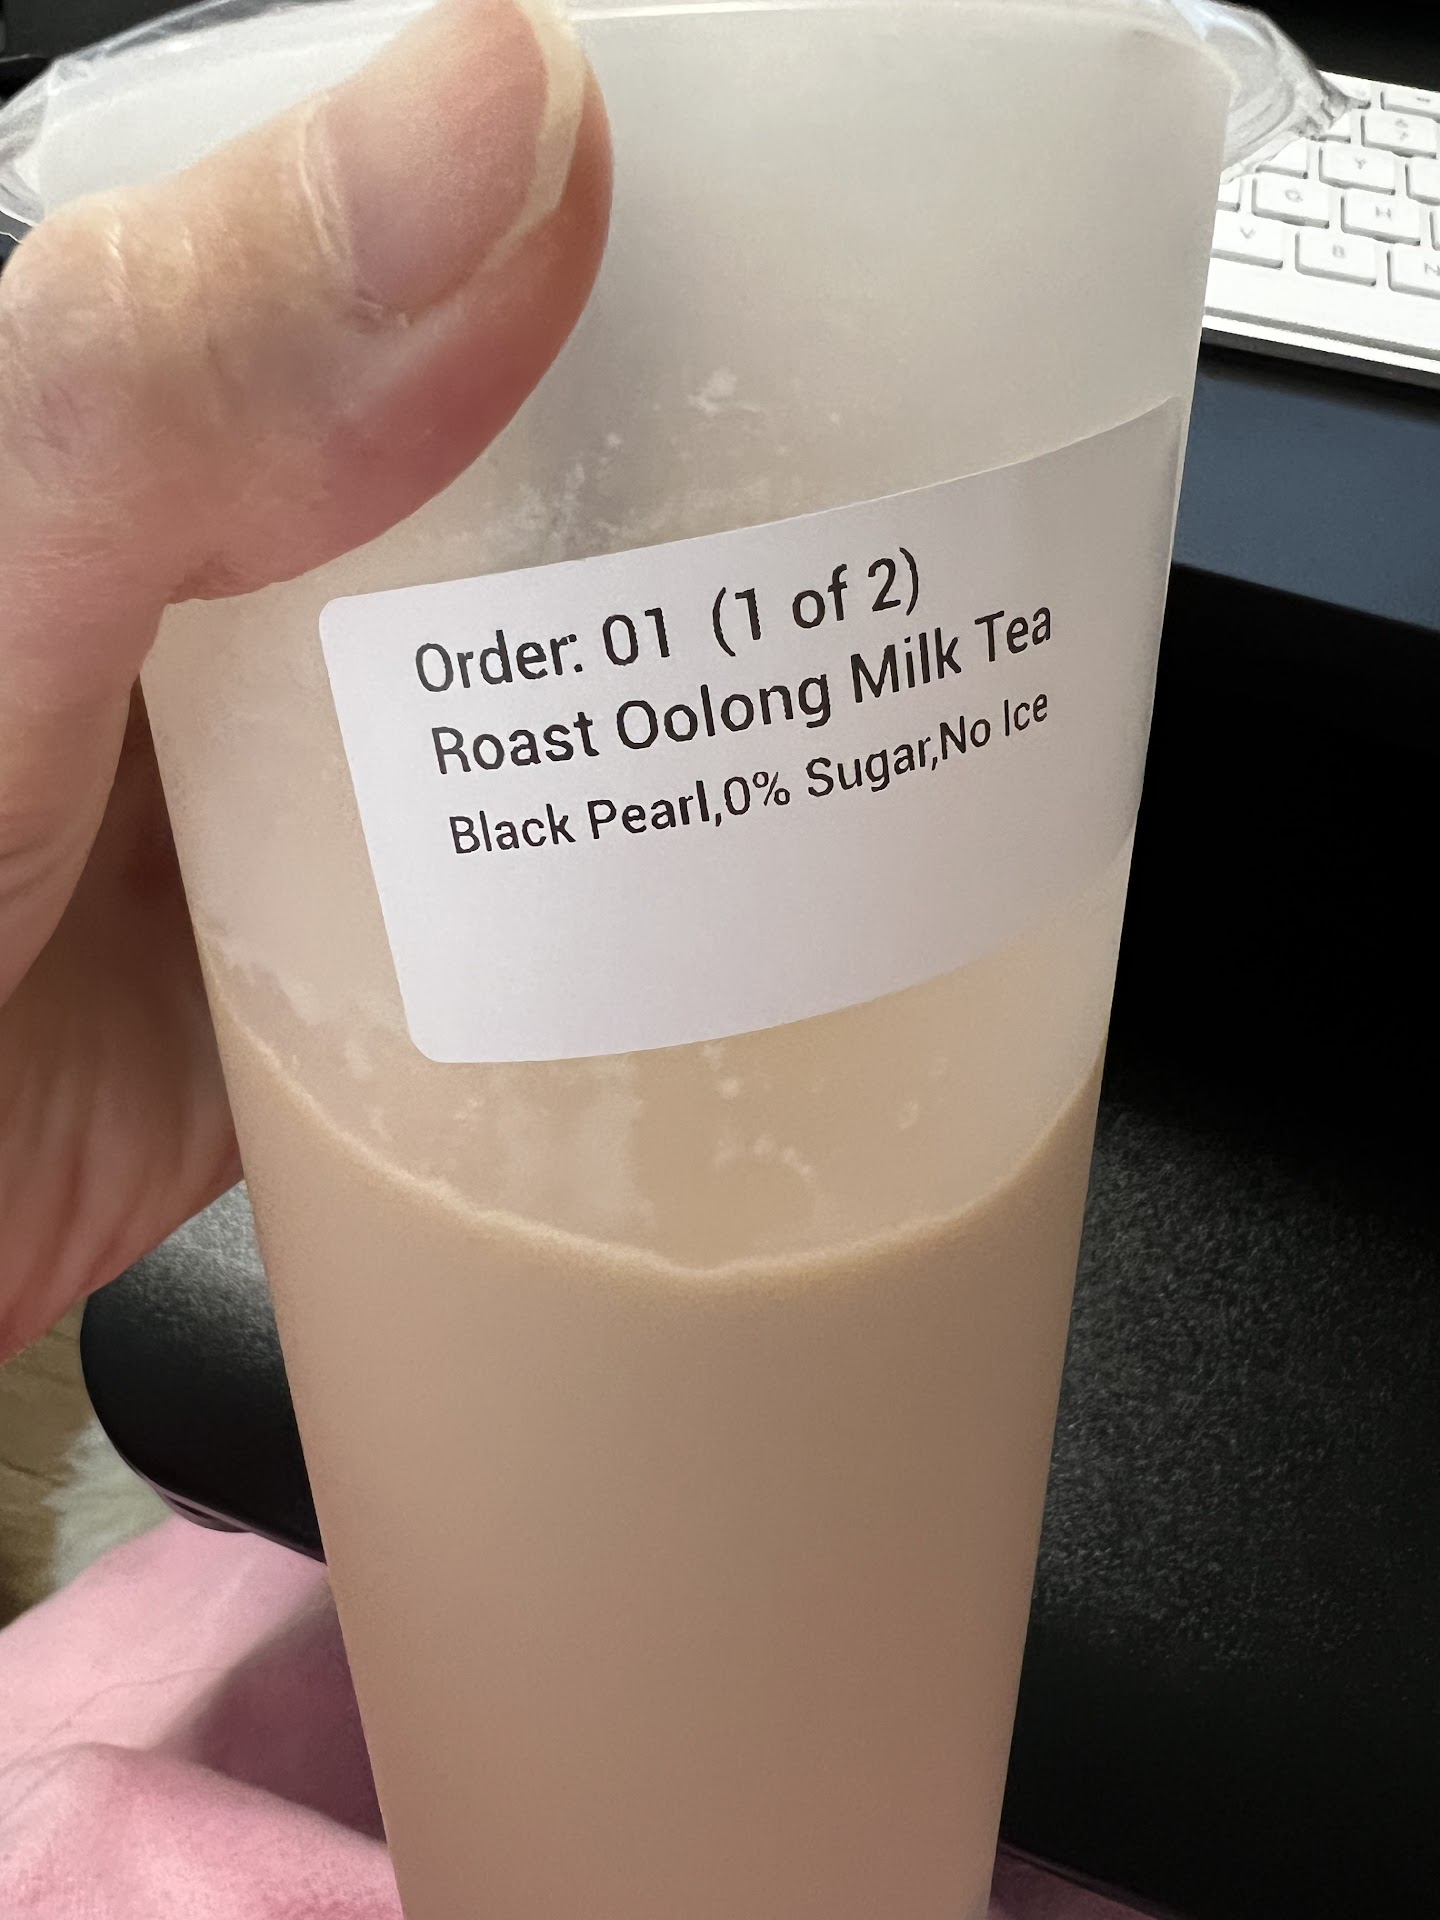 Order: 01 (1 of 2)
Roast Oolong Milk Tea
Black Pearl,0% Sugar,No Ice
Y
G H
V B N